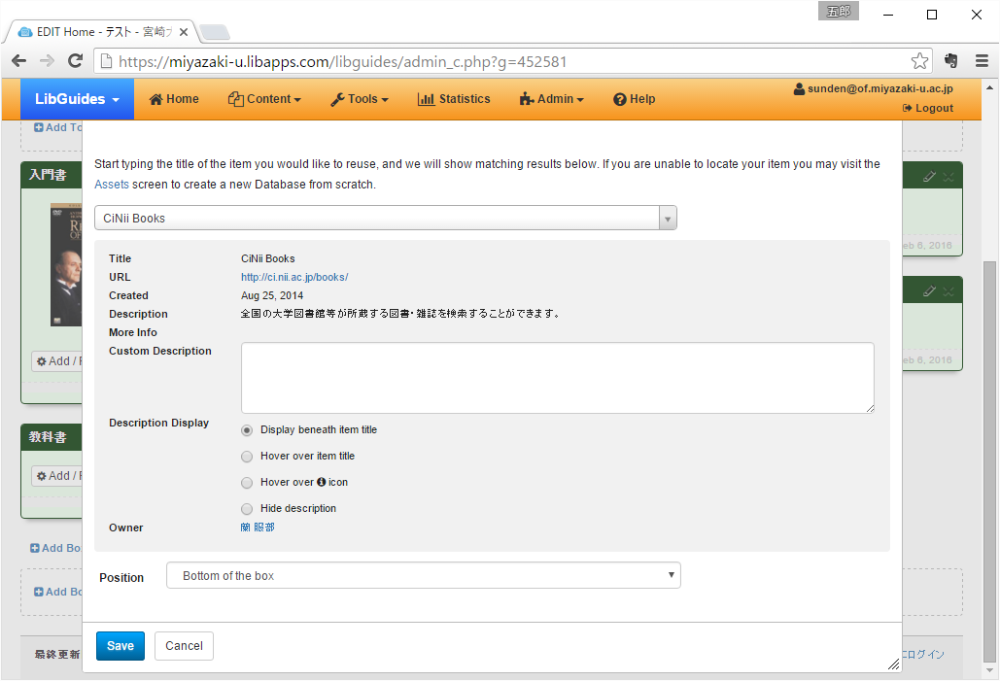 五郎
EDIT Home - テスト - 宮崎大
https://miyazaki-u.libapps.com/libguides/admin_c.php?g=452581
LibGuides
Home
Content
Tools
Statistics
Admin
Help
sunden@of.miyazaki-u.ac.jp
Logout
Add To
Start typing the title of the item you would like to reuse, and we will show matching results below. If you are unable to locate your item you may visit the
Assets screen to create a new Database from scratch.
入門書
CiNii Books
Title CiNii Books
URL http://ci.nii.ac.jp/books/
Created Aug 25, 2014
Description 全国の大学図書館等が所蔵する図書・雑誌を検索することができます。
More Info
Custom Description
eb 6, 2016
Add /
eb 6, 2016
Description Display
Display beneath item title
Hover over item title
Hover over icon
Hide description
教科書
Add /
Owner 蘭 服部
Add Bo
Position Bottom of the box
Add Bo
Save
Cancel
最終更新
ログイン